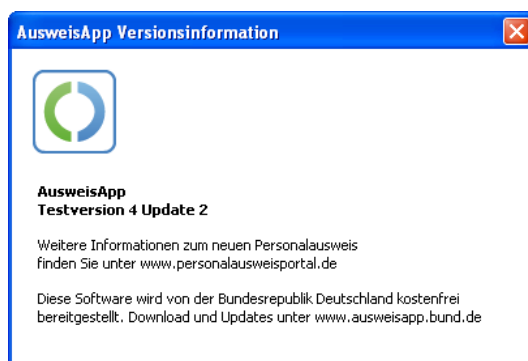 AusweisApp Versionsinformation
AusweisApp
Testversion 4 Update 2
Weitere Informationen zum neuen Personalausweis
finden Sie unter www.personalausweisportal.de
Diese Software wird von der Bundesrepublik Deutschland kostenfrei
bereitgestellt. Download und Updates unter www.ausweisapp.bund.de